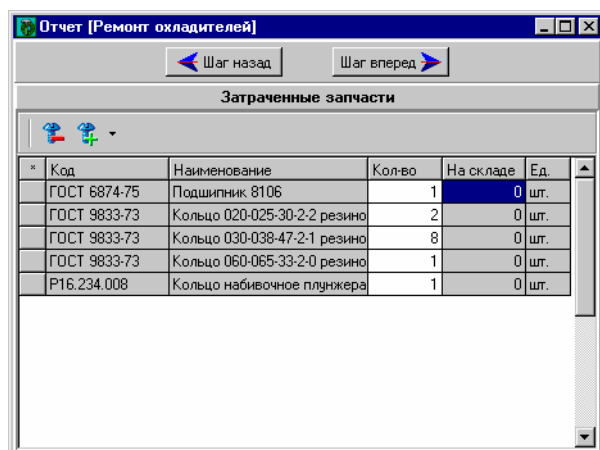 Отчет [Ремонт охладителей]
Шаг назад Шаг вперед
Затраченные запчасти
* Код Наименование Кол-во На складе Ед.
ГОСТ 6874-75 Подшипник 8106 1 0 шт.
ГОСТ 9833-73 Кольцо 020-025-30-2-2 резино 2 0 шт.
ГОСТ 9833-73 Кольцо 030-038-47-2-1 резино 8 0 шт.
ГОСТ 9833-73 Кольцо 060-065-33-2-0 резино 1 0 шт.
Р16.234.008 Кольцо набивочное плунжера 1 0 шт.